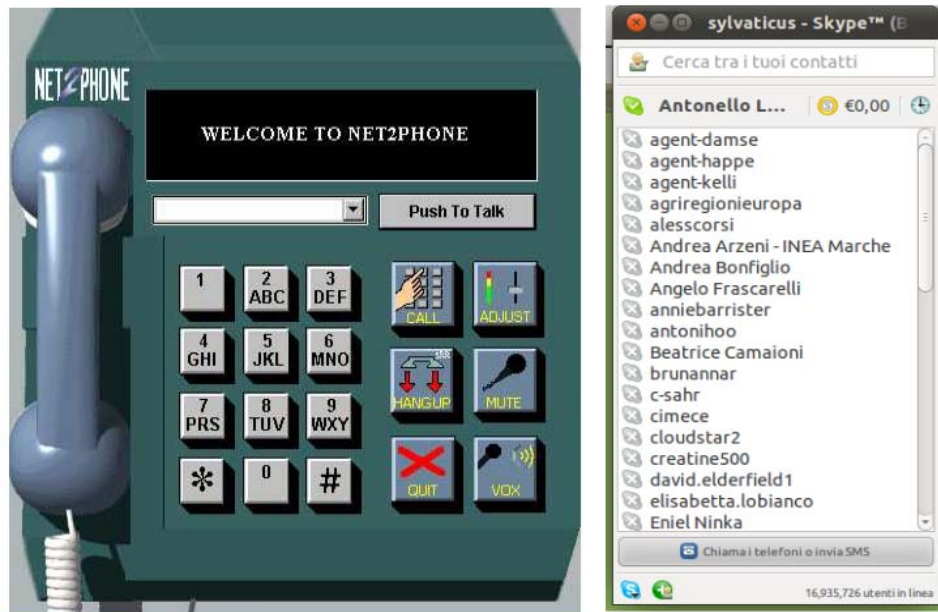 NET2PHONE
WELCOME TO NET2PHONE
Push To Talk
1
2
ABC
3
DEF
CALL
ADJUST
4
GHI
5
JKL
6
MNO
HANGUP
MUTE
7
PRS
8
TUV
9
WXY
*
0
#
QUIT
VOX
sylvaticus - Skype™ (B
Cerca tra i tuoi contatti
Antonello L... €0,00
agent-damse
agent-happe
agent-kelli
agriregionieuropa
alesscorsi
Andrea Arzeni - INEA Marche
Andrea Bonfiglio
Angelo Frascarelli
anniebarrister
antonihoo
Beatrice Camaioni
brunannar
c-sahr
cimece
cloudstar2
creatine500
david.elderfield1
elisabetta.lobianco
Eniel Ninka
Chiama i telefoni o invia SMS
16,935,726 utenti in linea